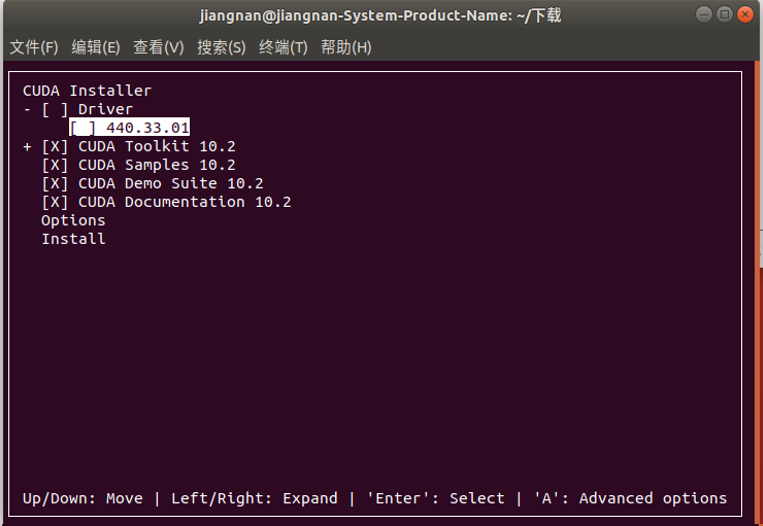 jiangnan@jiangnan-System-Product-Name: ~/下载
文件(F) 编辑(E) 查看(V) 搜索(S) 终端(T) 帮助(H)
CUDA Installer
- [ ] Driver
[ ] 440.33.01
+ [X] CUDA Toolkit 10.2
[X] CUDA Samples 10.2
[X] CUDA Demo Suite 10.2
[X] CUDA Documentation 10.2
Options
Install
Up/Down: Move | Left/Right: Expand | 'Enter': Select | 'A': Advanced options